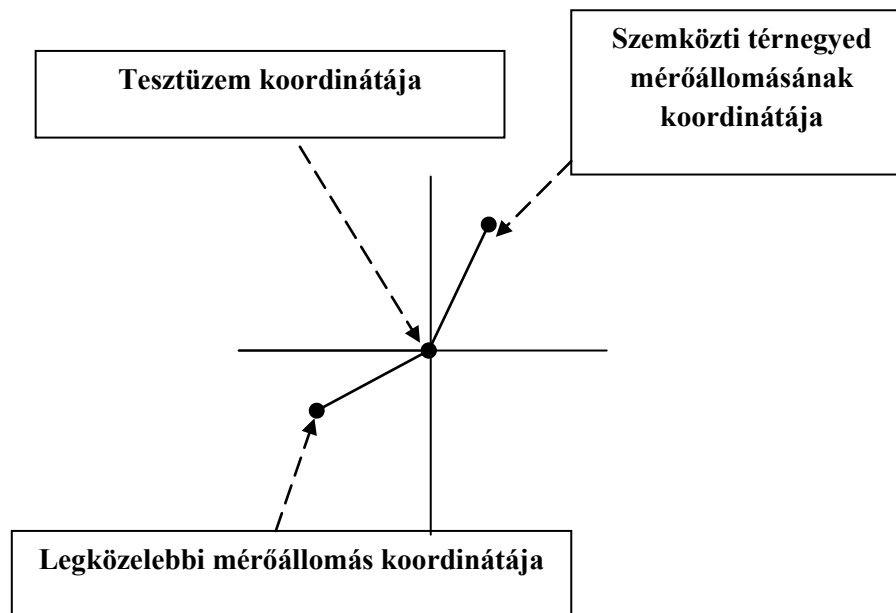 Tesztüzem koordinátája
Szemközti térnegyed
mérőállomásának
koordinátája
Legközelebbi mérőállomás koordinátája